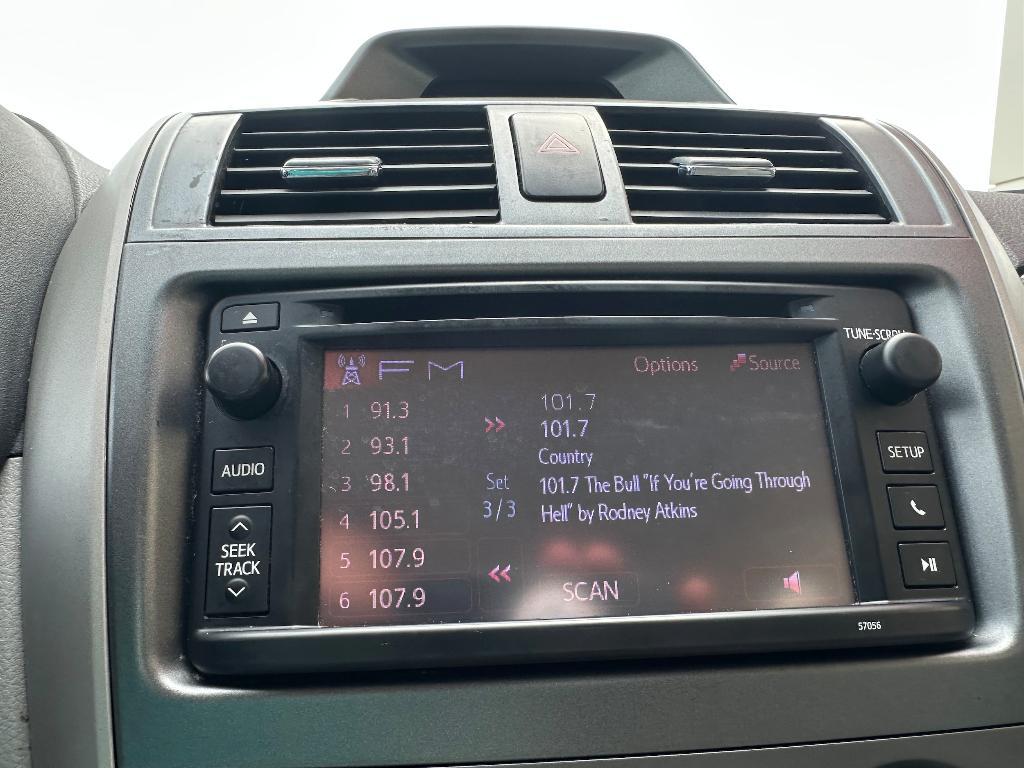 TUNE·SCROLL
FM
Options
Source
1 91.3
2 93.1
3 98.1
4 105.1
5 107.9
6 107.9
>>
Set
3/3
<<
101.7
101.7
Country
101.7 The Bull "If You're Going Through
Hell" by Rodney Atkins
SCAN
AUDIO
SEEK
TRACK
SETUP
57056